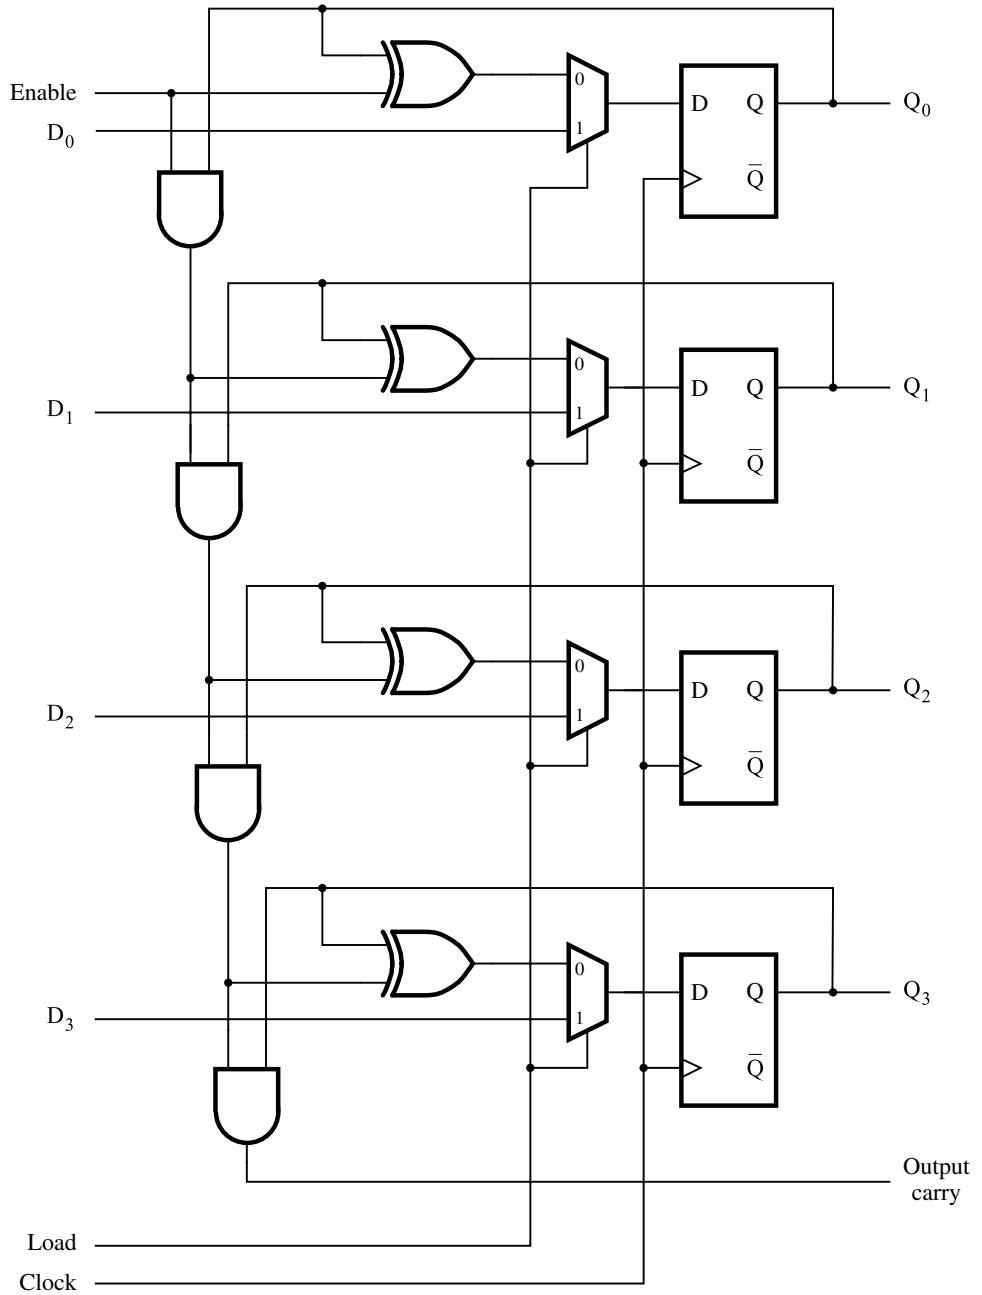 Enable
D0
0
1
D Q
Q̅
Q0
D1
0
1
D Q
Q̅
Q1
D2
0
1
D Q
Q̅
Q2
D3
0
1
D Q
Q̅
Q3
Output
carry
Load
Clock